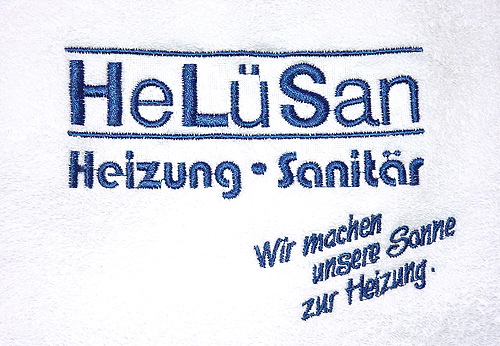 HeLüSan
Heizung • Sanitär
Wir machen
unsere Sonne
zur Heizung.